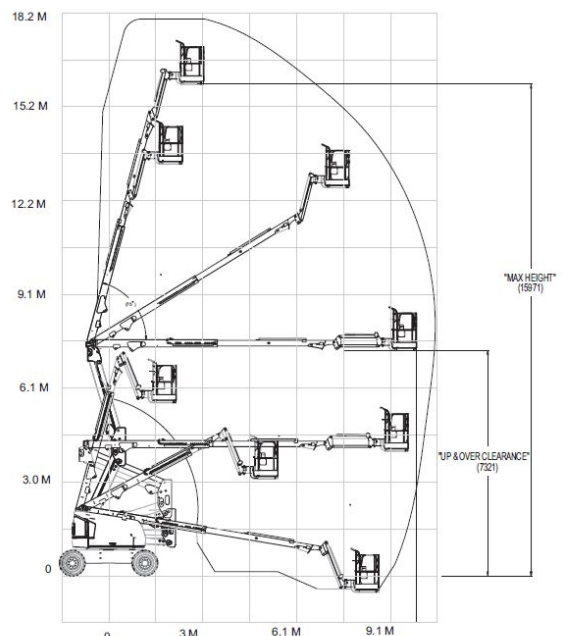 18.2 M
15.2 M
12.2 M
9.1 M
6.1 M
3.0 M
0
"MAX HEIGHT"
(15971)
"UP & OVER CLEARANCE"
(7321)
0
3 M
6.1 M
9.1 M